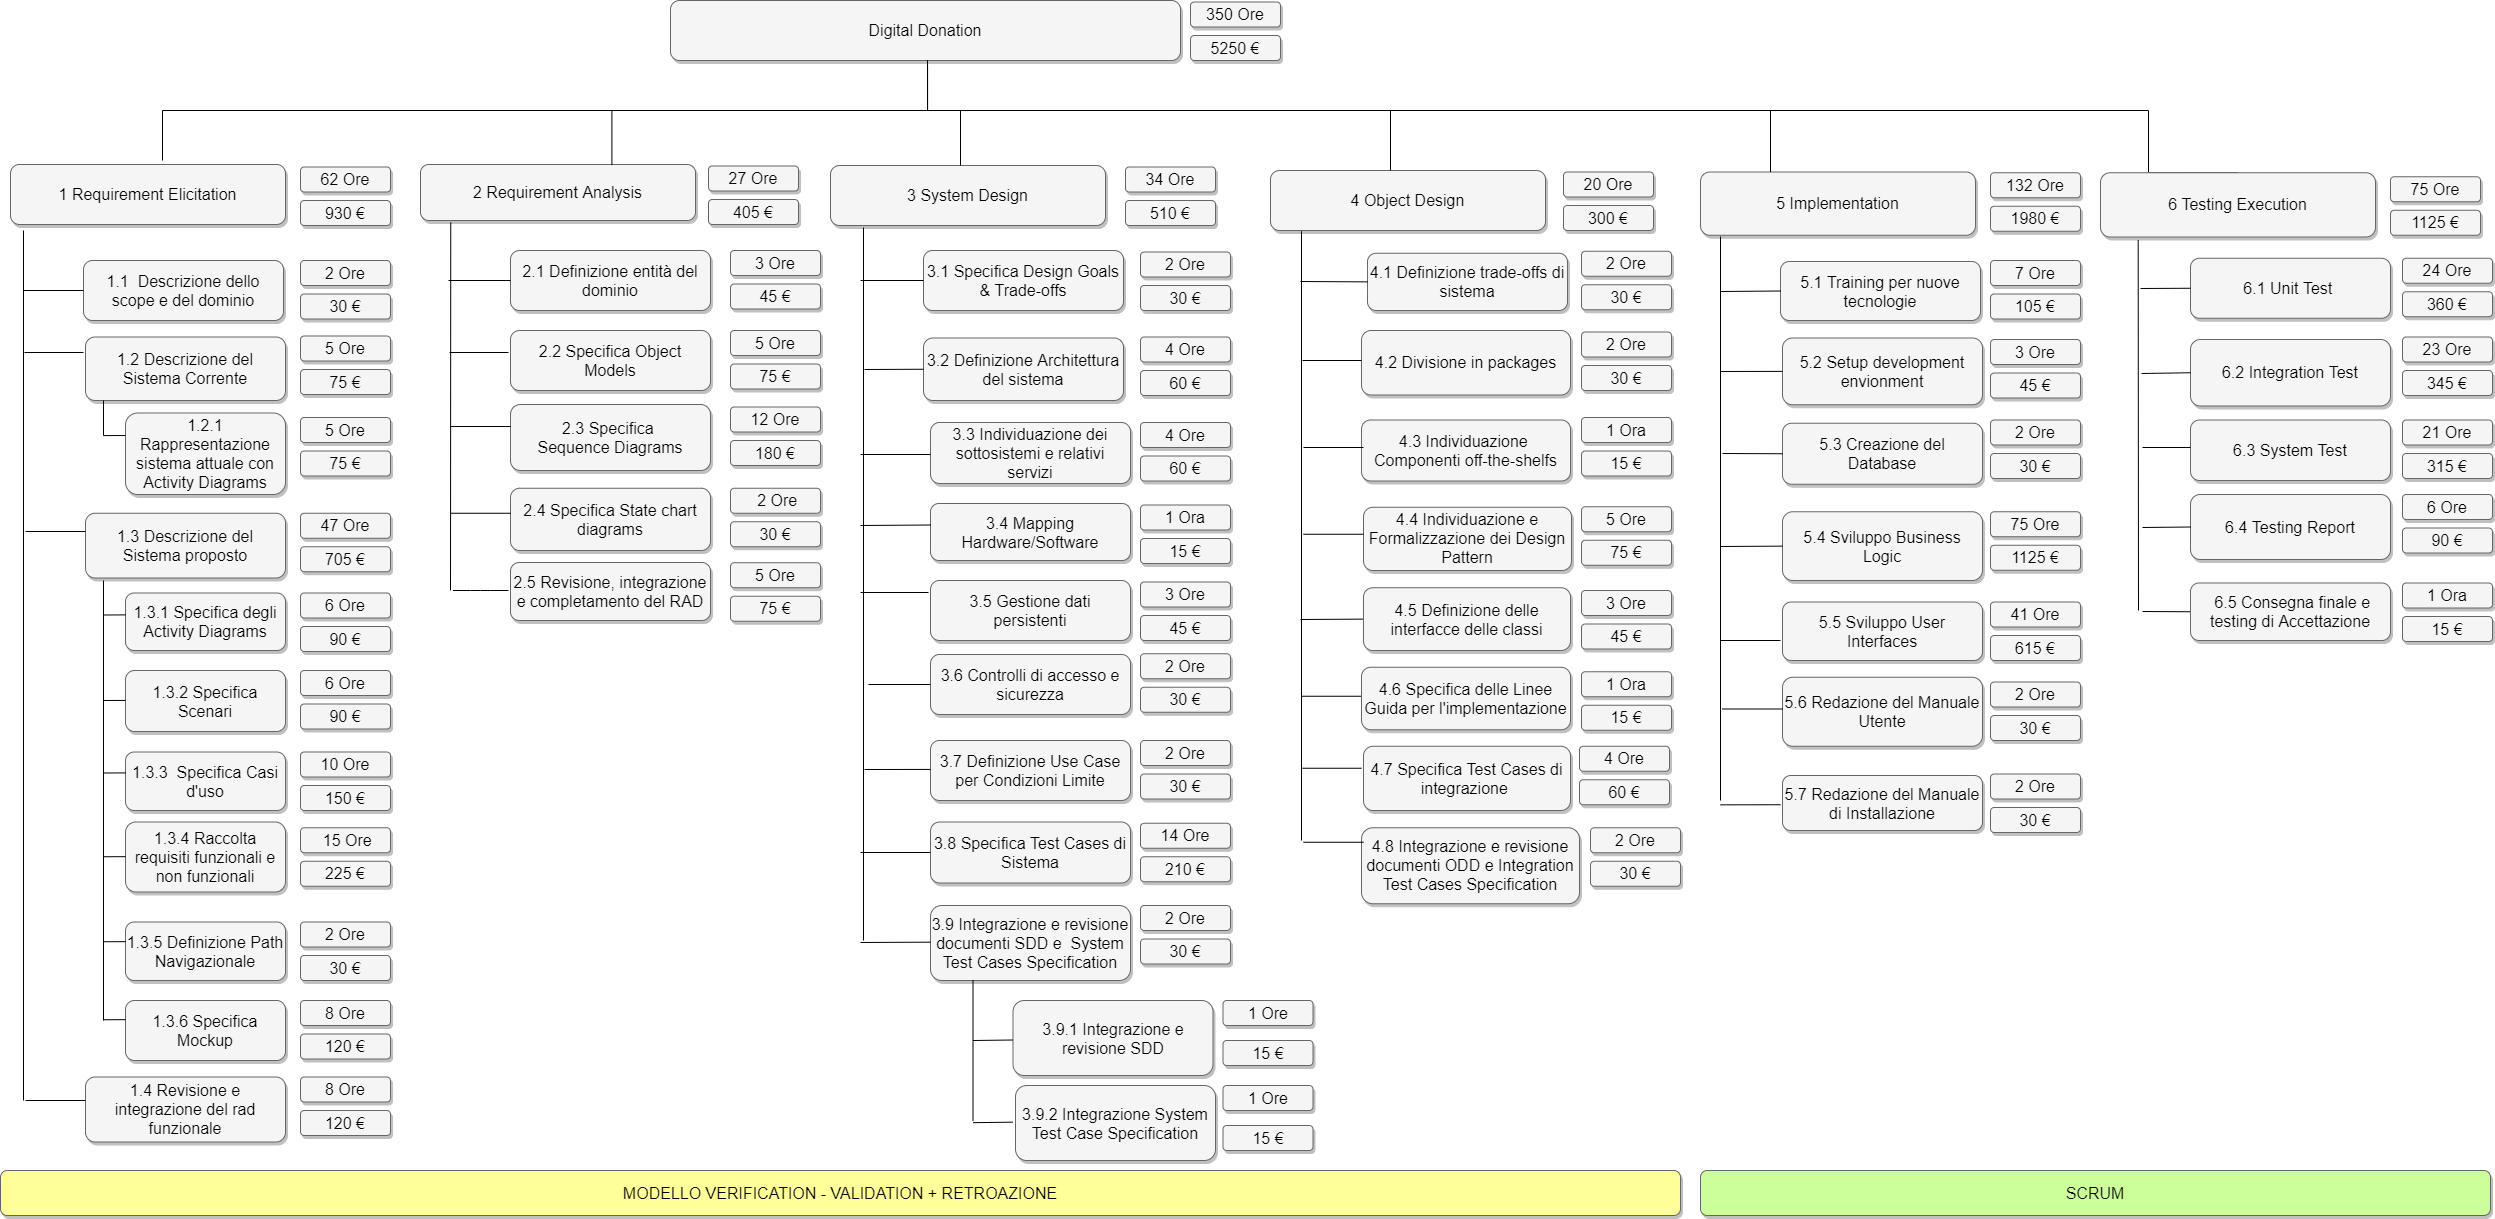 Digital Donation
350 Ore
5250 €
1 Requirement Elicitation
62 Ore
930 €
1.1 Descrizione dello
scope e del dominio
2 Ore
30 €
1.2 Descrizione del
Sistema Corrente
5 Ore
75 €
1.2.1
Rappresentazione
sistema attuale con
Activity Diagrams
5 Ore
75 €
1.3 Descrizione del
Sistema proposto
47 Ore
705 €
1.3.1 Specifica degli
Activity Diagrams
6 Ore
90 €
1.3.2 Specifica
Scenari
6 Ore
90 €
1.3.3 Specifica Casi
d'uso
10 Ore
150 €
1.3.4 Raccolta
requisiti funzionali e
non funzionali
15 Ore
225 €
1.3.5 Definizione Path
Navigazionale
2 Ore
30 €
1.3.6 Specifica
Mockup
8 Ore
120 €
1.4 Revisione e
integrazione del rad
funzionale
8 Ore
120 €
2 Requirement Analysis
27 Ore
405 €
2.1 Definizione entità del
dominio
3 Ore
45 €
2.2 Specifica Object
Models
5 Ore
75 €
2.3 Specifica
Sequence Diagrams
12 Ore
180 €
2.4 Specifica State chart
diagrams
2 Ore
30 €
2.5 Revisione, integrazione
e completamento del RAD
5 Ore
75 €
3 System Design
34 Ore
510 €
3.1 Specifica Design Goals
& Trade-offs
2 Ore
30 €
3.2 Definizione Architettura
del sistema
4 Ore
60 €
3.3 Individuazione dei
sottosistemi e relativi
servizi
4 Ore
60 €
3.4 Mapping
Hardware/Software
1 Ora
15 €
3.5 Gestione dati
persistenti
3 Ore
45 €
3.6 Controlli di accesso e
sicurezza
2 Ore
30 €
3.7 Definizione Use Case
per Condizioni Limite
2 Ore
30 €
3.8 Specifica Test Cases di
Sistema
14 Ore
210 €
3.9 Integrazione e revisione
documenti SDD e System
Test Cases Specification
2 Ore
30 €
3.9.1 Integrazione e
revisione SDD
1 Ore
15 €
3.9.2 Integrazione System
Test Case Specification
1 Ore
15 €
4 Object Design
20 Ore
300 €
4.1 Definizione trade-offs di
sistema
2 Ore
30 €
4.2 Divisione in packages
2 Ore
30 €
4.3 Individuazione
Componenti off-the-shelfs
1 Ora
15 €
4.4 Individuazione e
Formalizzazione dei Design
Pattern
5 Ore
75 €
4.5 Definizione delle
interfacce delle classi
3 Ore
45 €
4.6 Specifica delle Linee
Guida per l'implementazione
1 Ora
15 €
4.7 Specifica Test Cases di
integrazione
4 Ore
60 €
4.8 Integrazione e revisione
documenti ODD e Integration
Test Cases Specification
2 Ore
30 €
5 Implementation
132 Ore
1980 €
5.1 Training per nuove
tecnologie
7 Ore
105 €
5.2 Setup development
envionment
3 Ore
45 €
5.3 Creazione del
Database
2 Ore
30 €
5.4 Sviluppo Business
Logic
75 Ore
1125 €
5.5 Sviluppo User
Interfaces
41 Ore
615 €
5.6 Redazione del Manuale
Utente
2 Ore
30 €
5.7 Redazione del Manuale
di Installazione
2 Ore
30 €
6 Testing Execution
75 Ore
1125 €
6.1 Unit Test
24 Ore
360 €
6.2 Integration Test
23 Ore
345 €
6.3 System Test
21 Ore
315 €
6.4 Testing Report
6 Ore
90 €
6.5 Consegna finale e
testing di Accettazione
1 Ora
15 €
MODELLO VERIFICATION - VALIDATION + RETROAZIONE
SCRUM